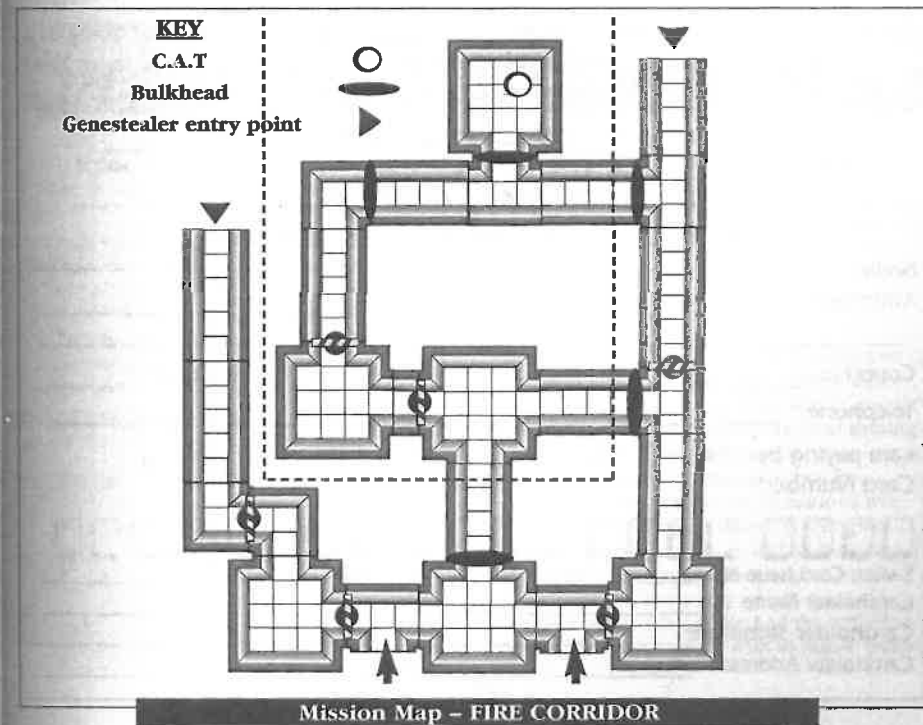 KEY
C.A.T
Bulkhead
Genestealer entry point
Mission Map – FIRE CORRIDOR